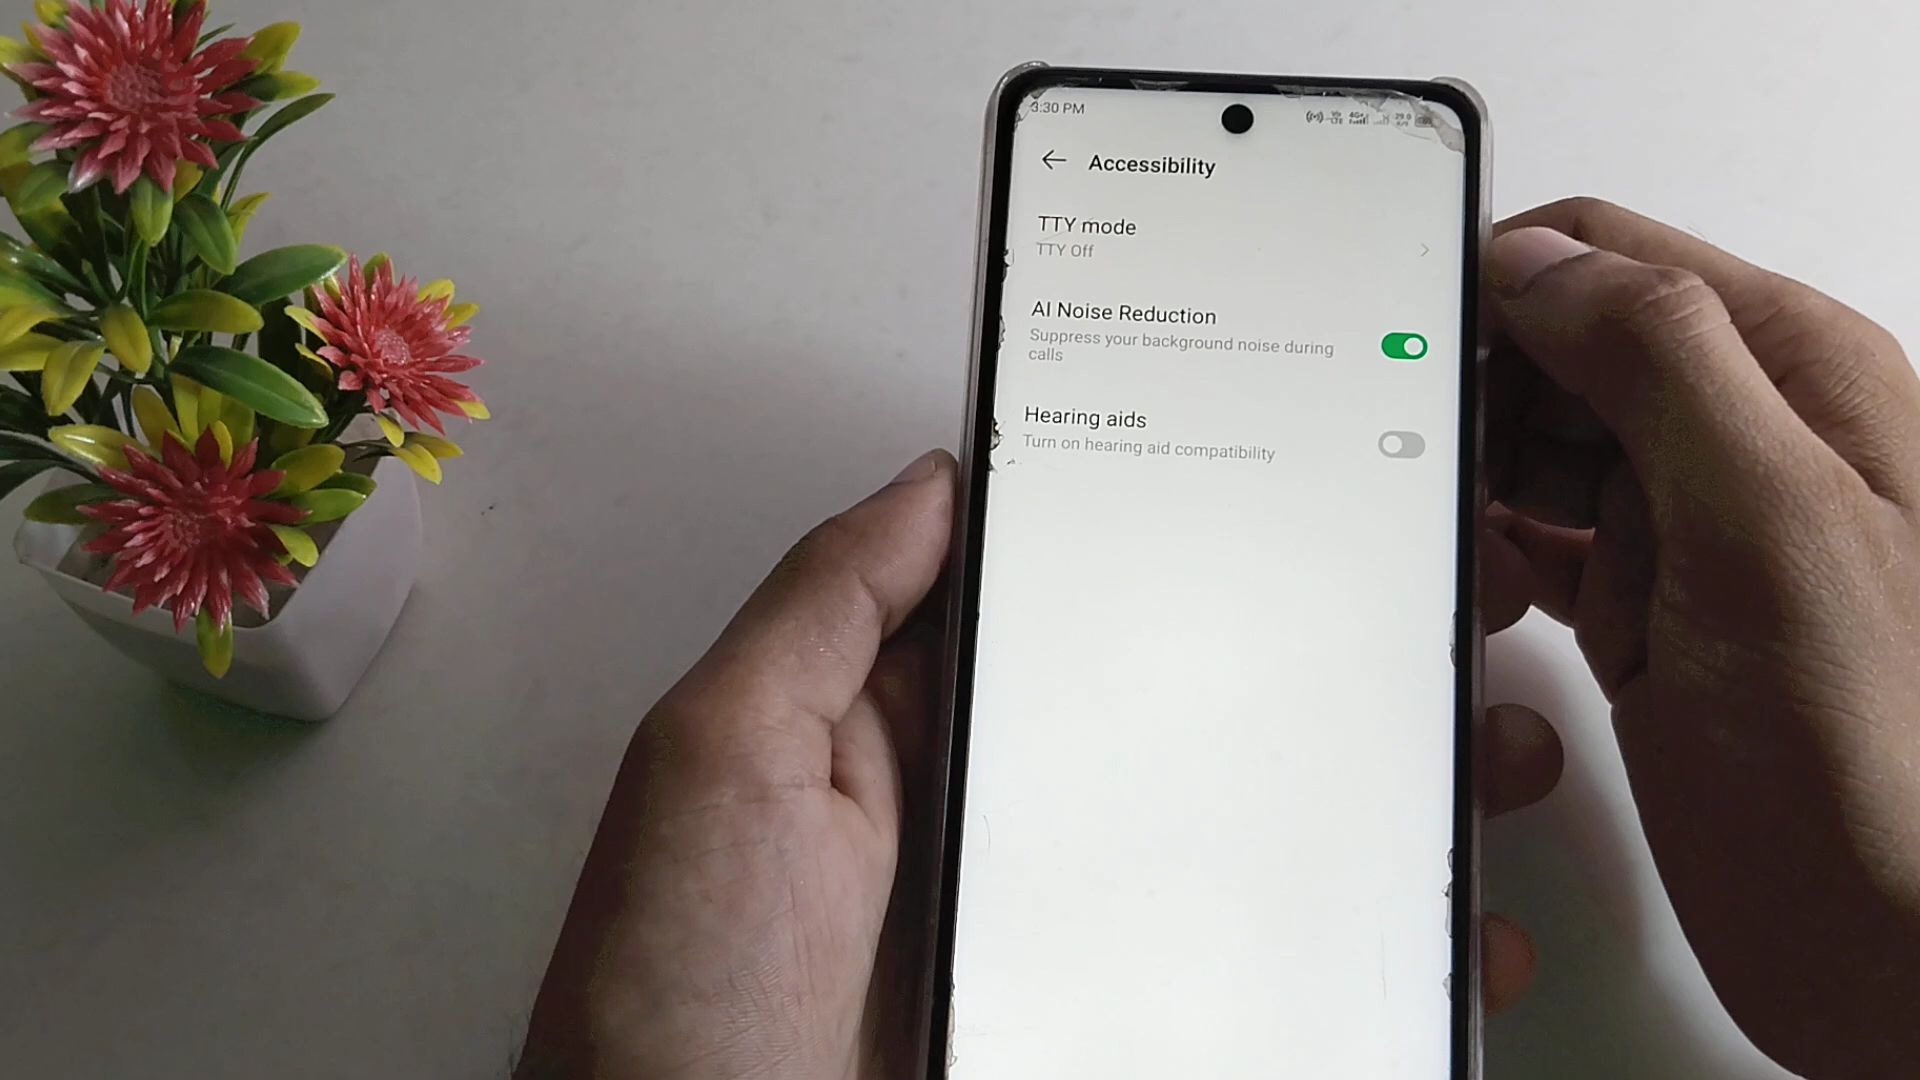 3:30 PM
Accessibility
TTY mode
TTY Off
AI Noise Reduction
Suppress your background noise during
calls
Hearing aids
Turn on hearing aid compatibility